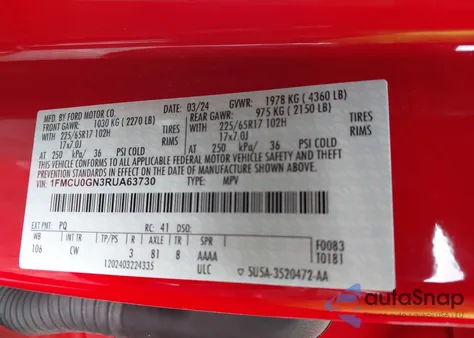 MFD. BY FORD MOTOR CO. 03/24 GVWR: 1978 KG (4360 LB)
FRONT GAWR: 1030 KG (2270 LB) REAR GAWR: 975 KG (2150 LB)
225/65R17 102H TIRES 225/65R17 102H TIRES
17x7.0J RIMS 17x7.0J RIMS
AT 250 kPa/ 36 PSI COLD AT 250 kPa/ 36 PSI COLD
THIS VEHICLE CONFORMS TO ALL APPLICABLE FEDERAL MOTOR VEHICLE SAFETY AND THEFT
PREVENTION STANDARDS IN EFFECT ON THE DATE OF MANUFACTURE SHOWN ABOVE.
VIN: 1FMCU0GN3RUA63730 TYPE: MPV
EXT PNT: PQ RC: 41 DSO:
WB INT TR TP/PS R AXLE TR SPR F0083
106 CW 3 81 8 AAAA T0181
1202403224335 ULC 5U5A-3520472-AA
autoSnap